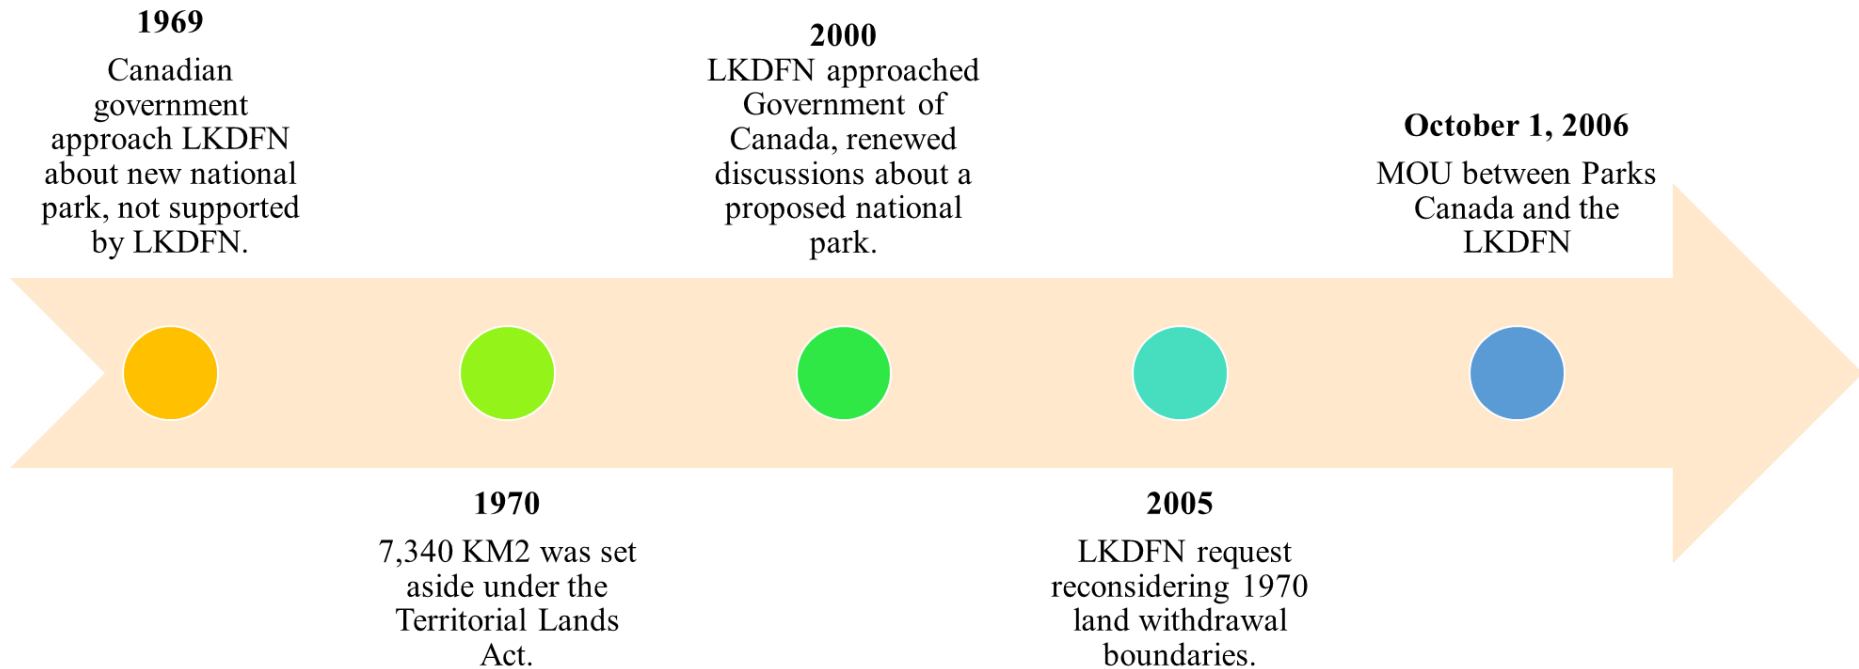 1969
Canadian
government
approach LKDFN
about new national
park, not supported
by LKDFN.
1970
7,340 KM2 was set
aside under the
Territorial Lands
Act.
2000
LKDFN approached
Government of
Canada, renewed
discussions about a
proposed national
park.
2005
LKDFN request
reconsidering 1970
land withdrawal
boundaries.
October 1, 2006
MOU between Parks
Canada and the
LKDFN